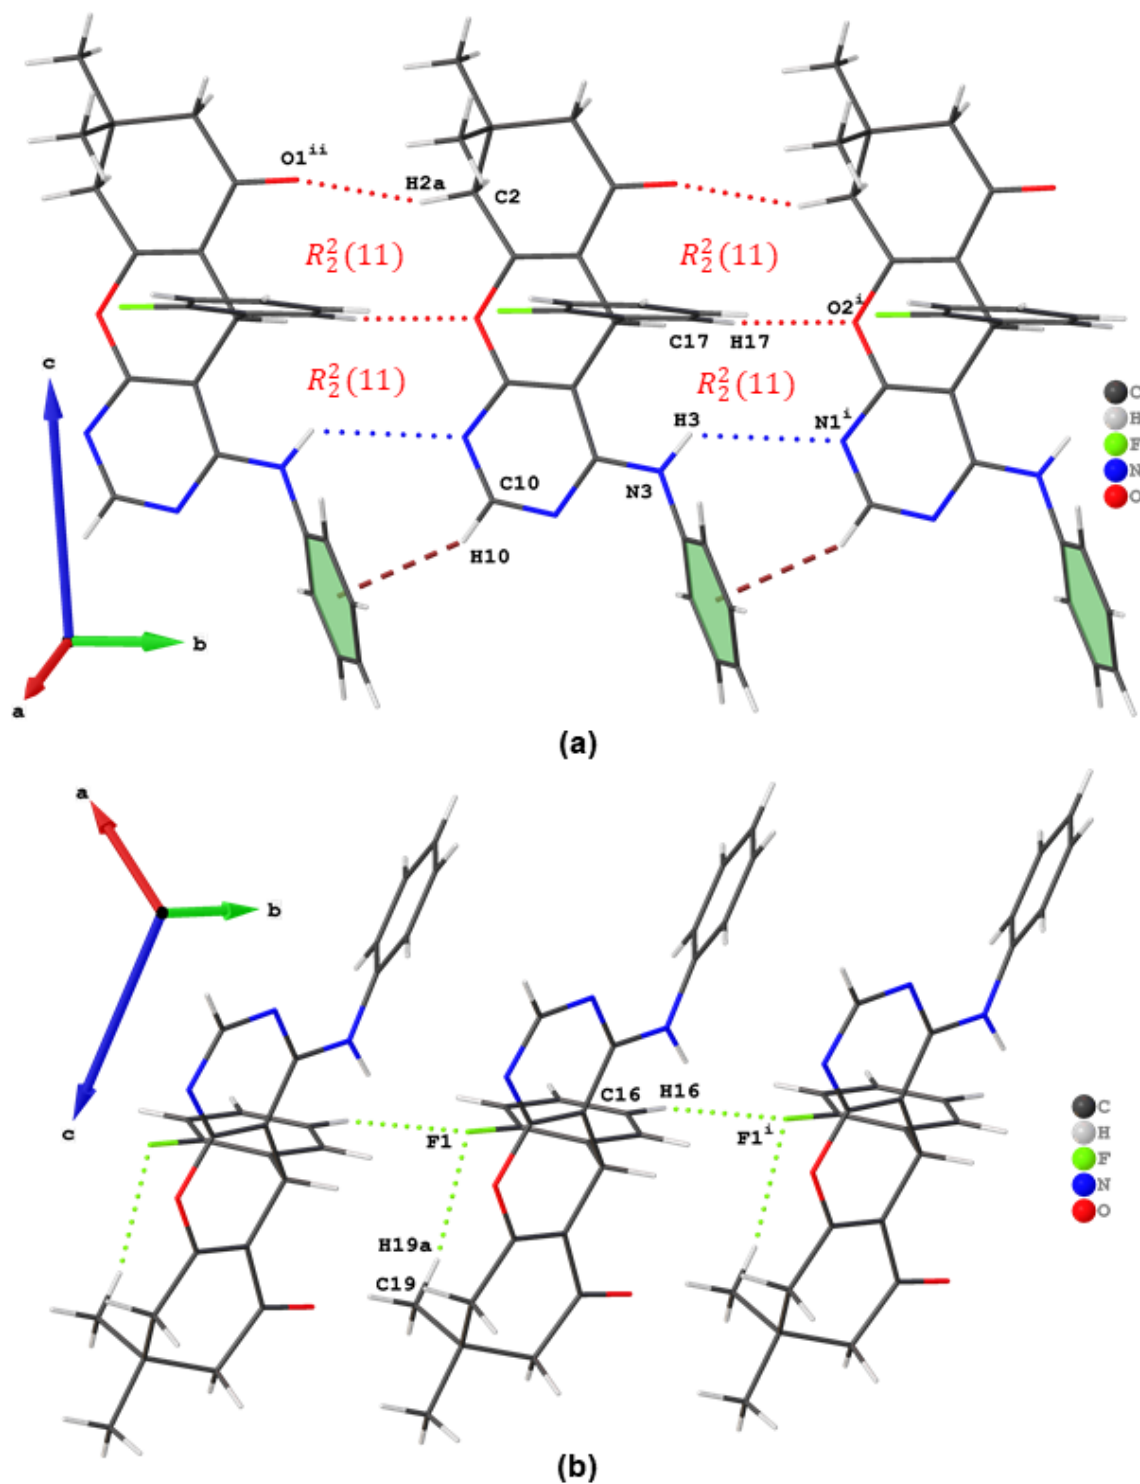 O1ⁱⁱ
H2a
C2
R₂²(11)
R₂²(11)
O2ⁱ
C17
H17
c
R₂²(11)
R₂²(11)
C
H
F
N
O
H3
N1ⁱ
C10
N3
H10
b
a
(a)
a
b
c
C16
H16
F1
F1ⁱ
C
H
F
N
O
H19a
C19
(b)